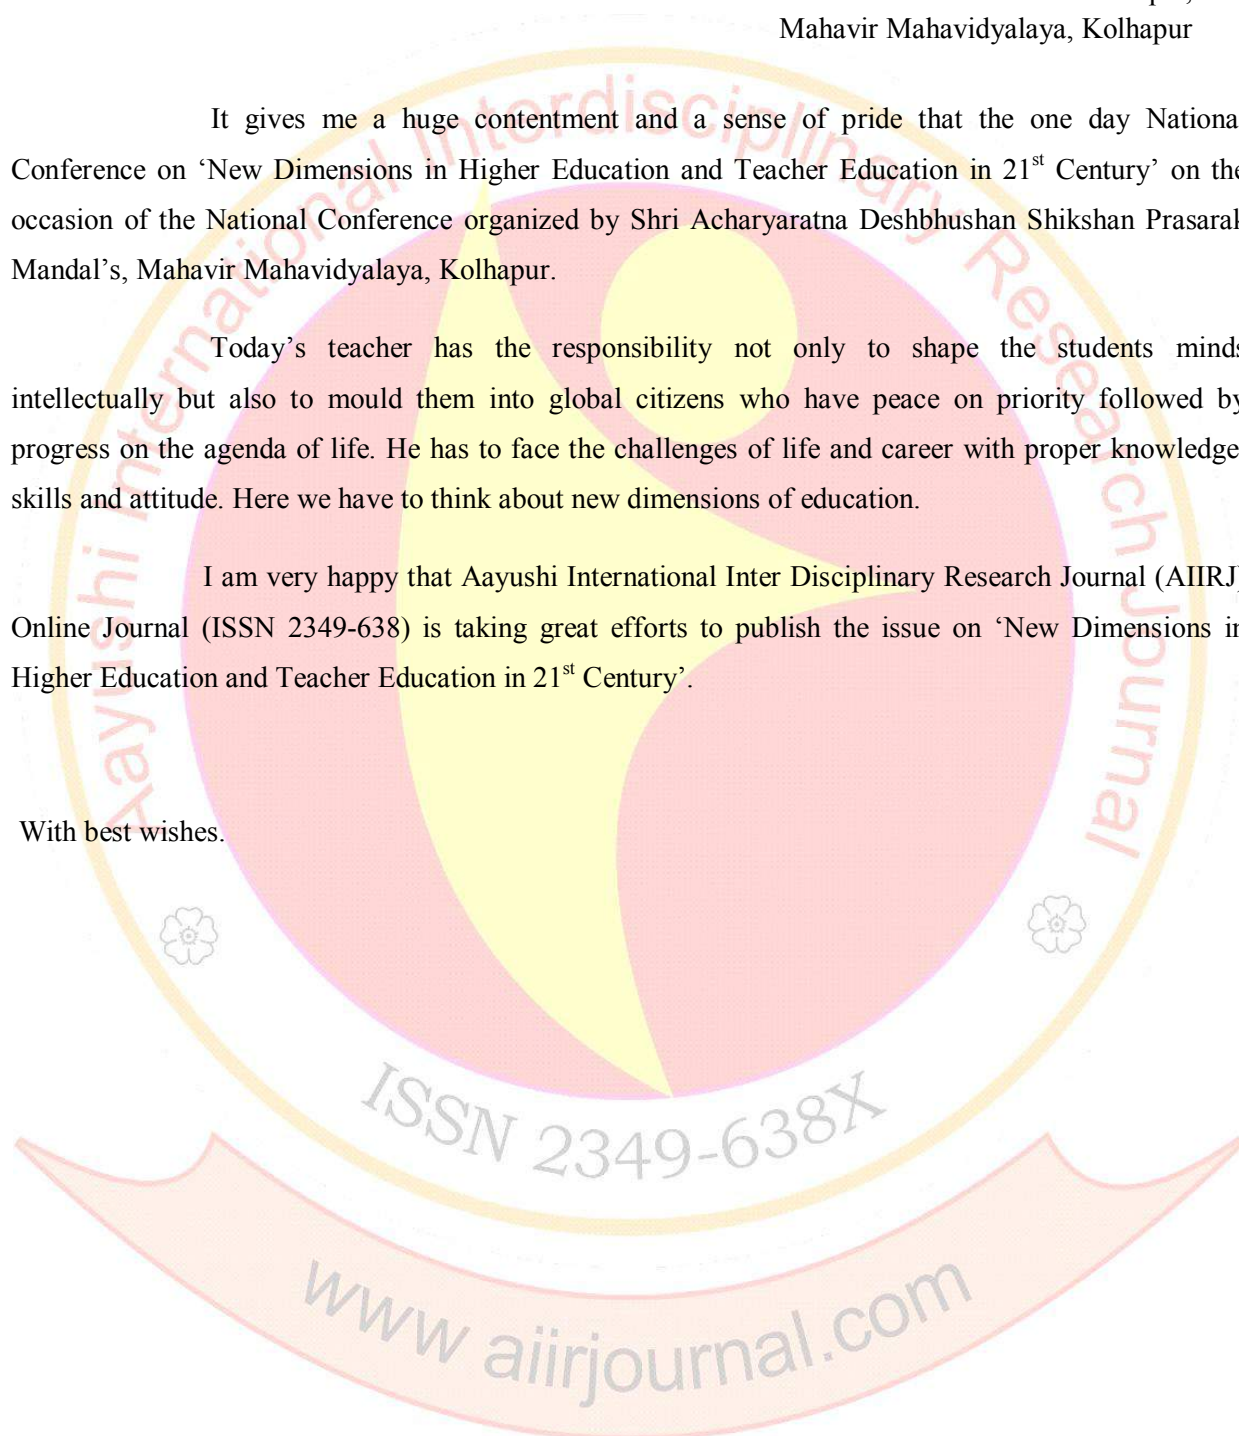 Mahavir Mahavidyalaya, Kolhapur
It gives me a huge contentment and a sense of pride that the one day National
Conference on ‘New Dimensions in Higher Education and Teacher Education in 21st Century’ on the
occasion of the National Conference organized by Shri Acharyaratna Deshbhushan Shikshan Prasarak
Mandal’s, Mahavir Mahavidyalaya, Kolhapur.
Today’s teacher has the responsibility not only to shape the students minds
intellectually but also to mould them into global citizens who have peace on priority followed by
progress on the agenda of life. He has to face the challenges of life and career with proper knowledge
skills and attitude. Here we have to think about new dimensions of education.
I am very happy that Aayushi International Inter Disciplinary Research Journal (AIIRJ)
Online Journal (ISSN 2349-638) is taking great efforts to publish the issue on ‘New Dimensions in
Higher Education and Teacher Education in 21st Century’.
With best wishes.
Aayushi International Interdisciplinary Research Journal
ISSN 2349-638X
www aiirjournal.com